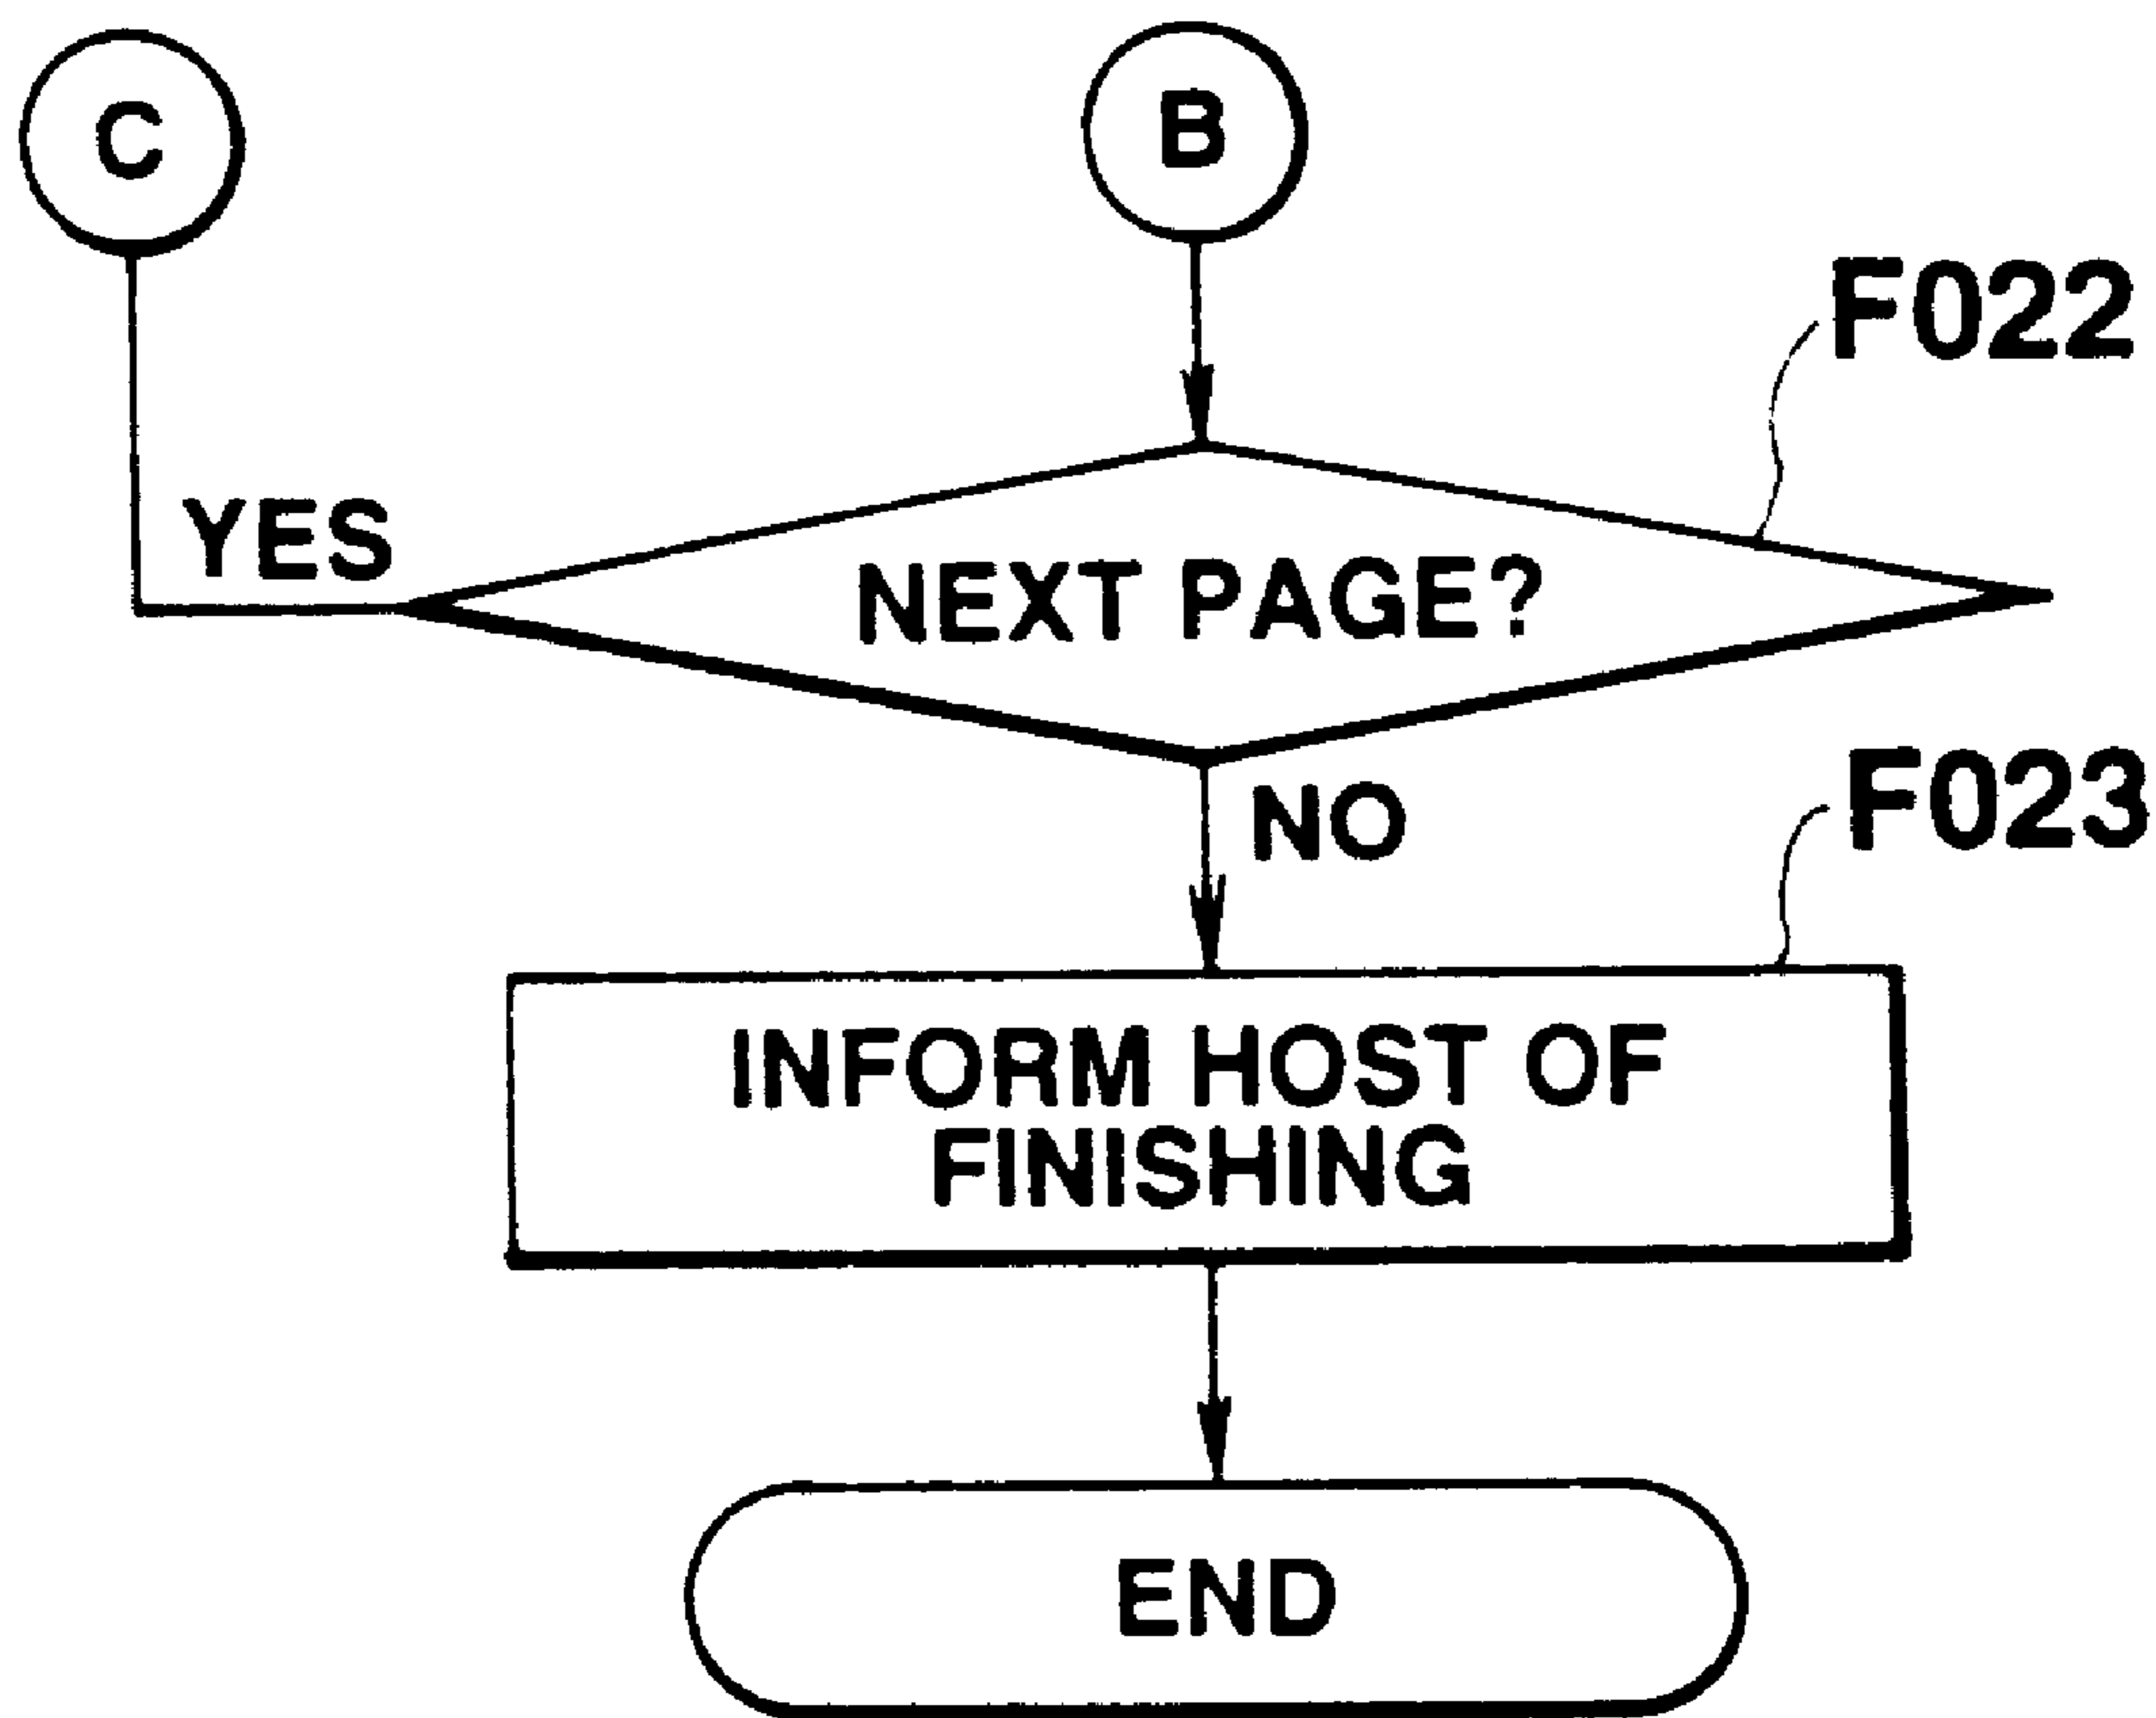 C
B
F022
YES
NEXT PAGE?
NO
F023
INFORM HOST OF
FINISHING
END